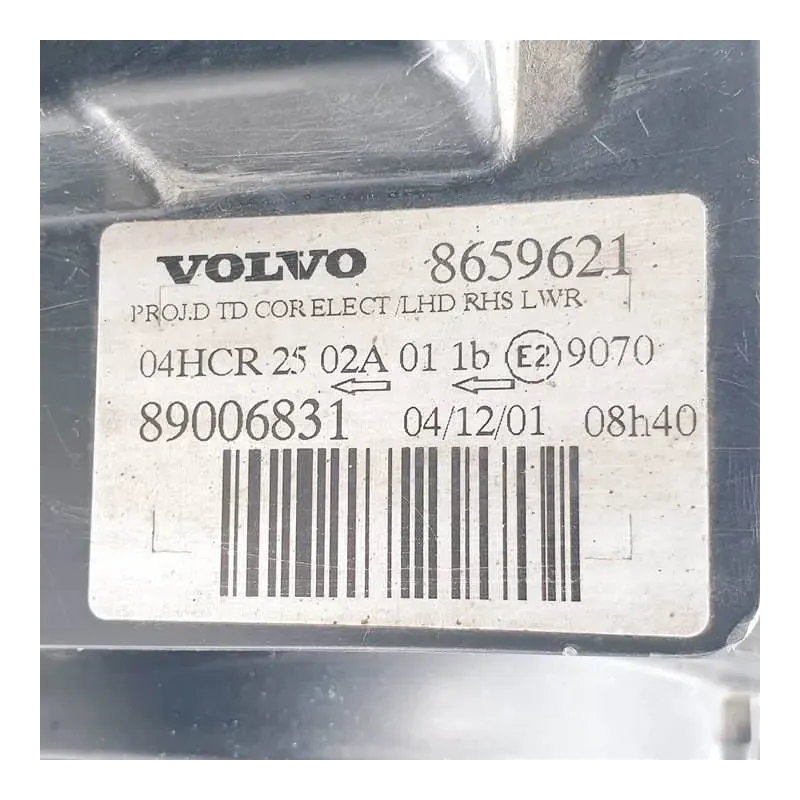 VOLVO 8659621
PROJ.D TD COR ELECT /LHD RHS LWR
04HCR 25 02A 01 1b E2 9070
89006831 04/12/01 08h40